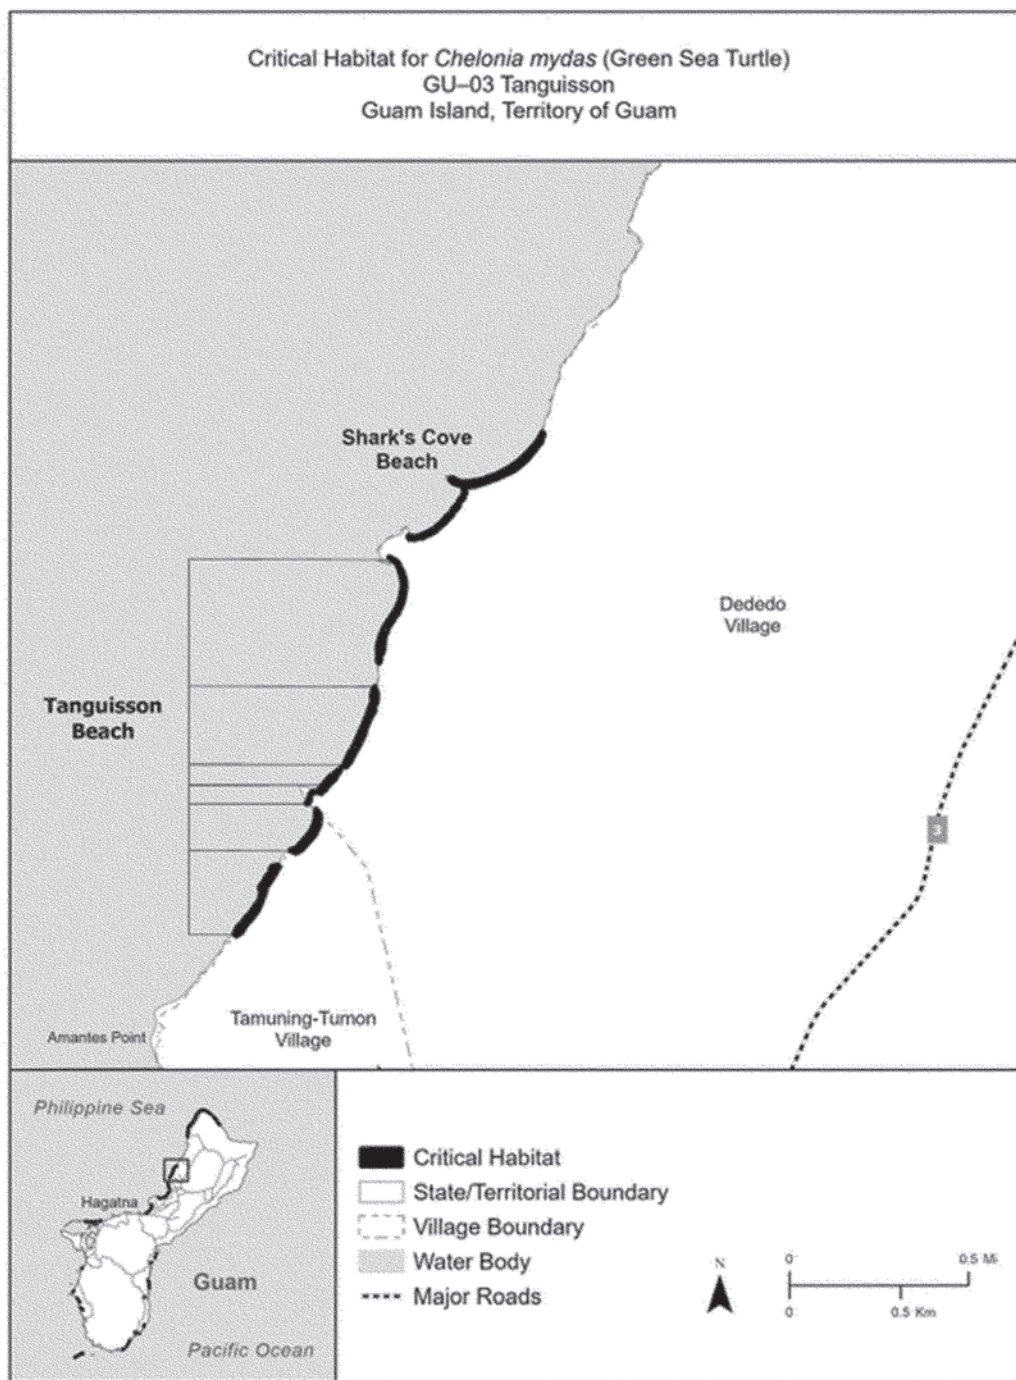 Critical Habitat for Chelonia mydas (Green Sea Turtle)
GU–03 Tanguisson
Guam Island, Territory of Guam
Shark's Cove
Beach
Dededo
Village
Tanguisson
Beach
3
Tamuning-Tumon
Village
Amantes Point
Philippine Sea
Hagatna
Guam
Pacific Ocean
Critical Habitat
State/Territorial Boundary
Village Boundary
Water Body
Major Roads
N
0 0.5 Mi
0 0.5 Km